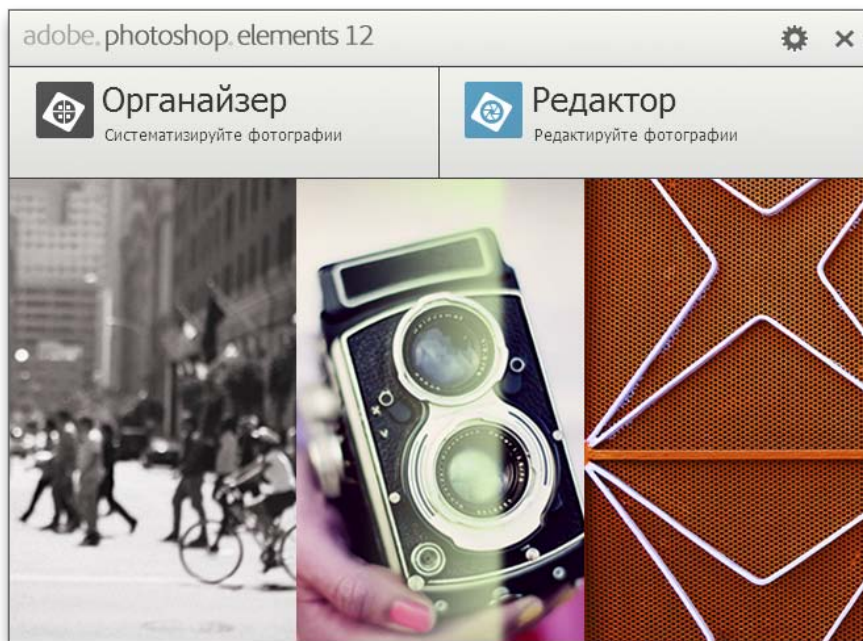 adobe. photoshop. elements 12
Органайзер
Систематизируйте фотографии
Редактор
Редактируйте фотографии